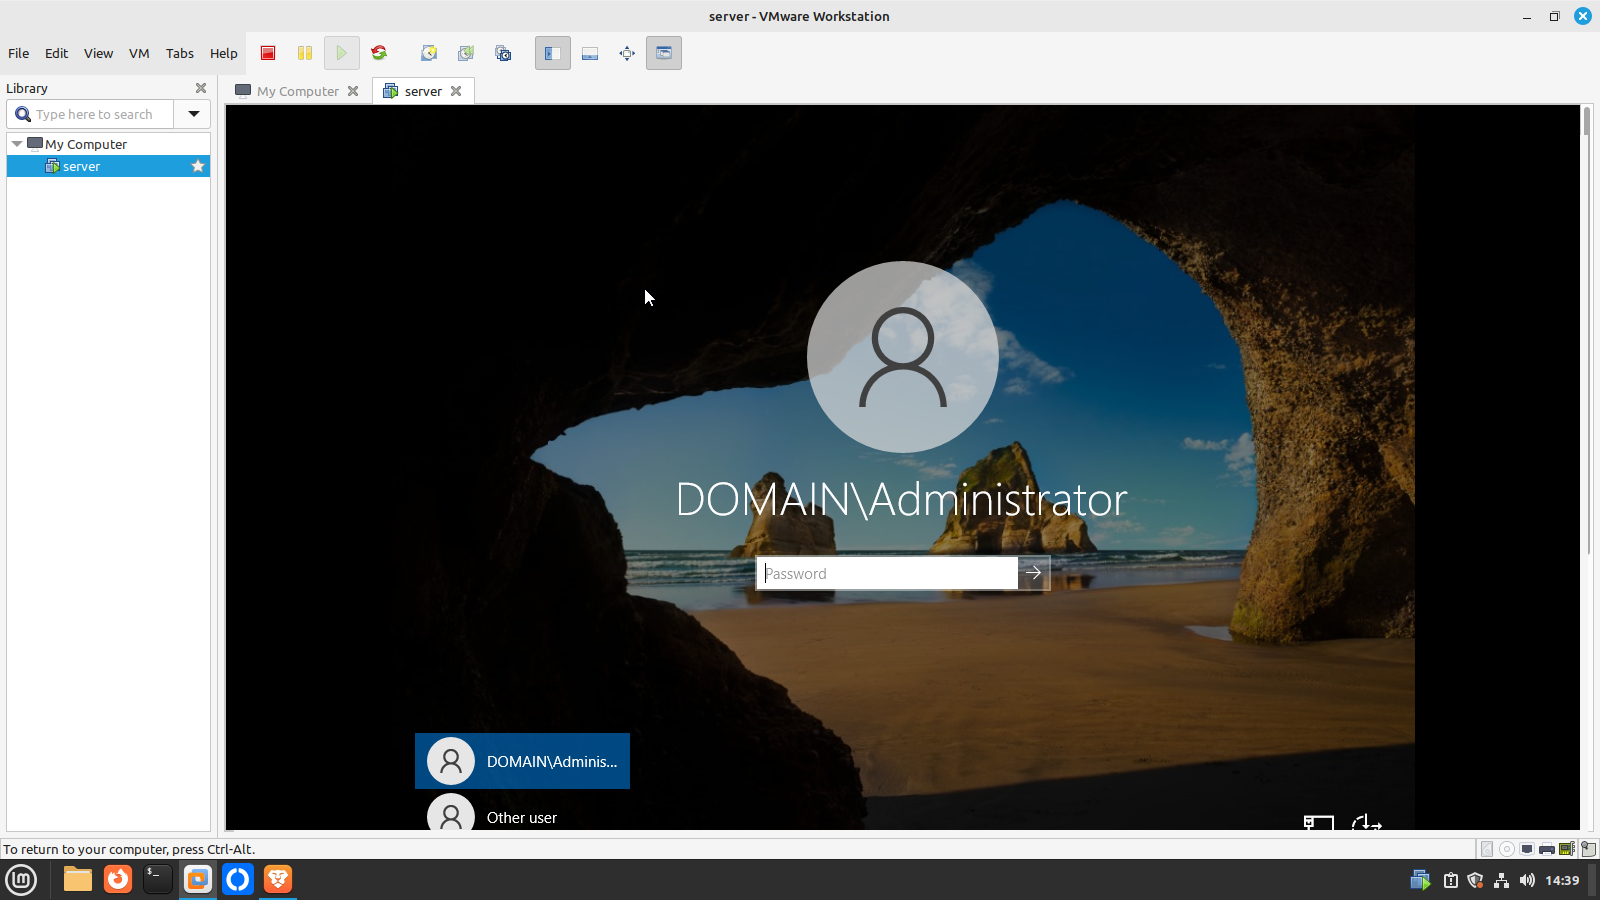 server - VMware Workstation
File Edit View VM Tabs Help
Library
My Computer
server
Type here to search
My Computer
server
DOMAIN\Administrator
Password
DOMAIN\Adminis...
Other user
To return to your computer, press Ctrl-Alt.
14:39